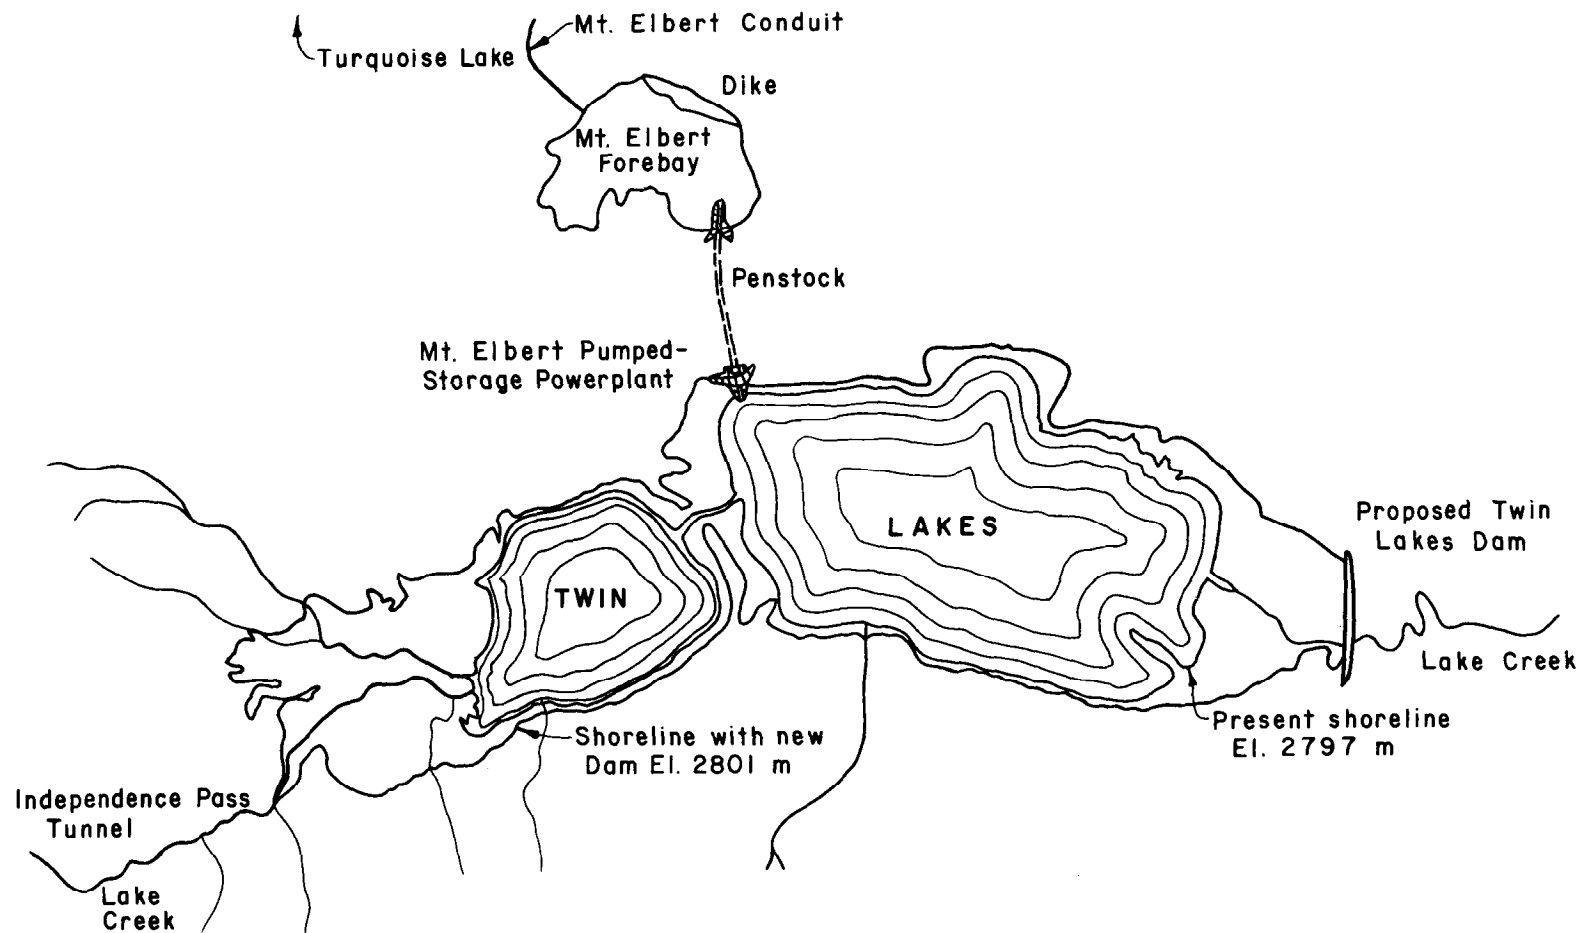 Mt. Elbert Conduit
Turquoise Lake
Dike
Mt. Elbert
Forebay
Penstock
Mt. Elbert Pumped-
Storage Powerplant
Proposed Twin
Lakes Dam
LAKES
TWIN
Lake Creek
Present shoreline
El. 2797 m
Shoreline with new
Dam El. 2801 m
Independence Pass
Tunnel
Lake
Creek